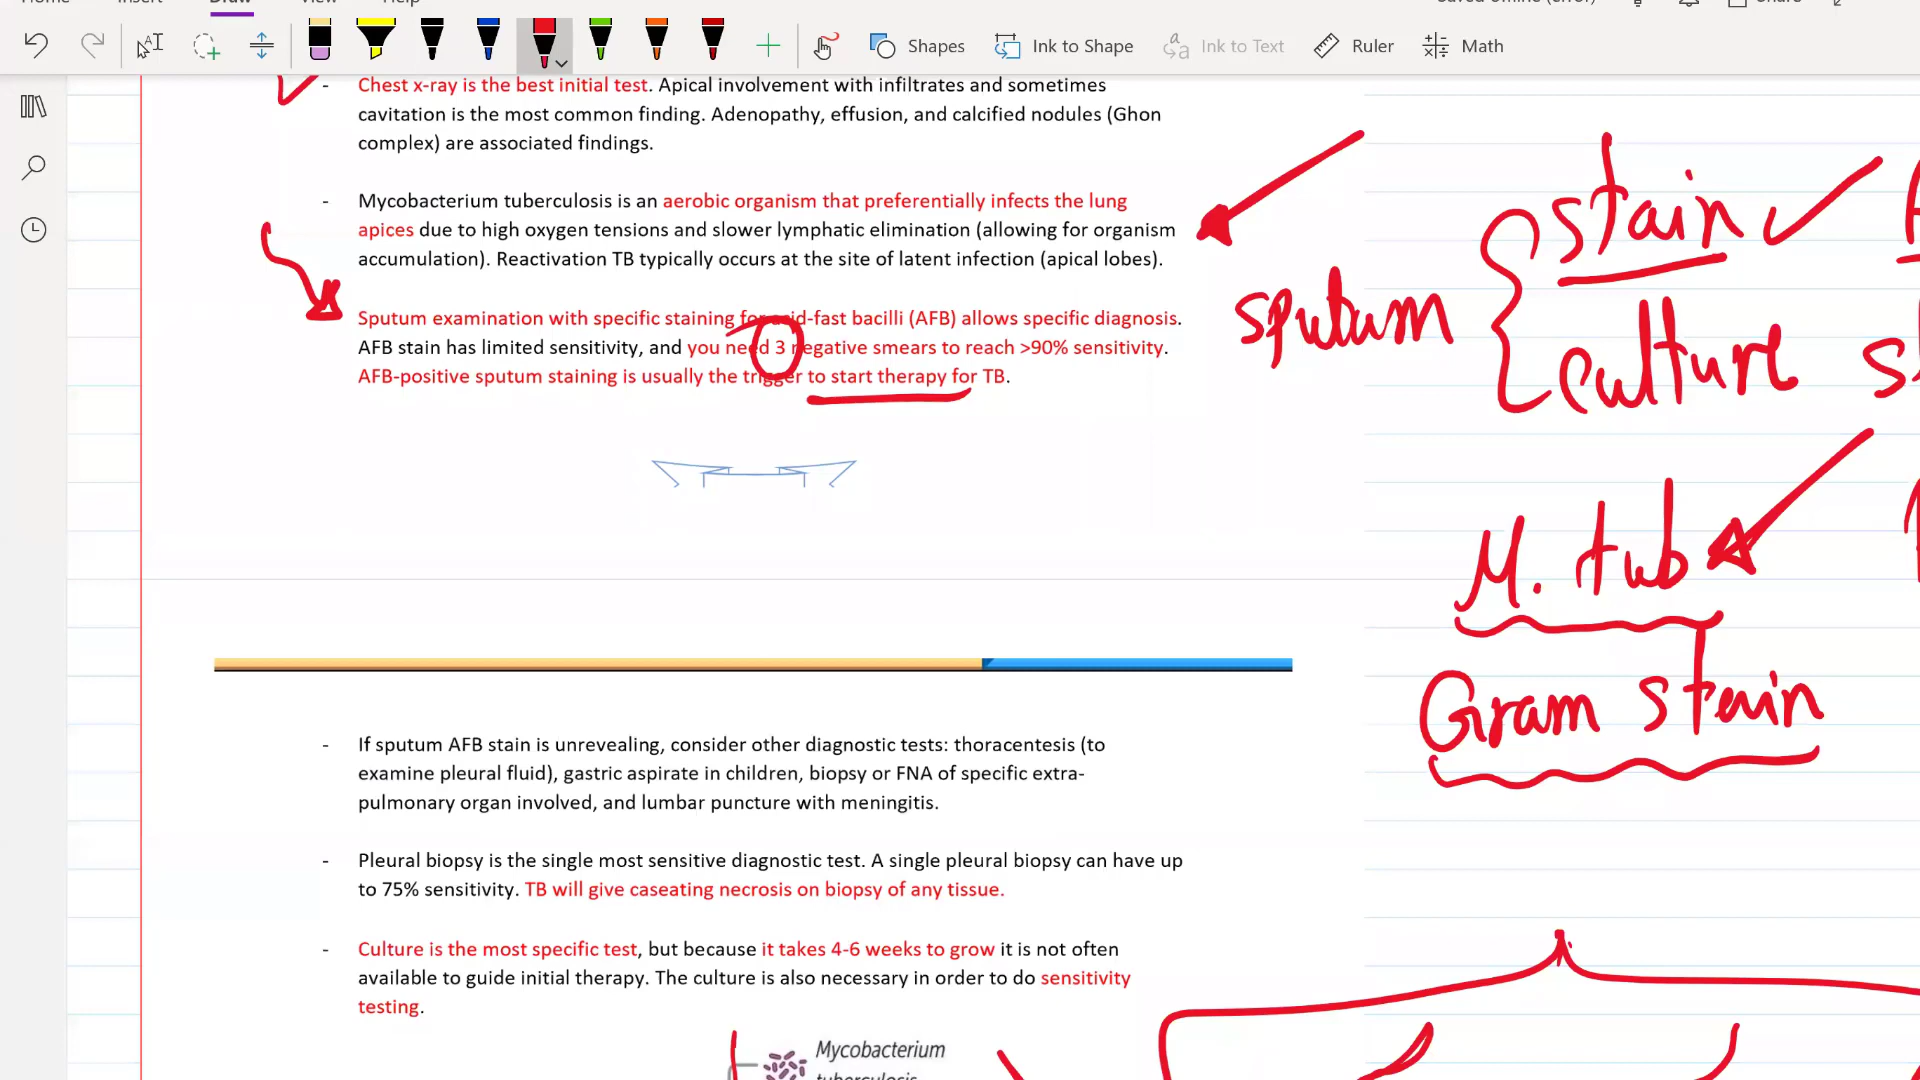 Shapes
Ink to Shape
Ink to Text
Ruler
Math
- Chest x-ray is the best initial test. Apical involvement with infiltrates and sometimes
cavitation is the most common finding. Adenopathy, effusion, and calcified nodules (Ghon
complex) are associated findings.
- Mycobacterium tuberculosis is an aerobic organism that preferentially infects the lung
apices due to high oxygen tensions and slower lymphatic elimination (allowing for organism
accumulation). Reactivation TB typically occurs at the site of latent infection (apical lobes).
Sputum examination with specific staining for acid-fast bacilli (AFB) allows specific diagnosis.
AFB stain has limited sensitivity, and you need 3 negative smears to reach >90% sensitivity.
AFB-positive sputum staining is usually the trigger to start therapy for TB.
- If sputum AFB stain is unrevealing, consider other diagnostic tests: thoracentesis (to
examine pleural fluid), gastric aspirate in children, biopsy or FNA of specific extra-
pulmonary organ involved, and lumbar puncture with meningitis.
- Pleural biopsy is the single most sensitive diagnostic test. A single pleural biopsy can have up
to 75% sensitivity. TB will give caseating necrosis on biopsy of any tissue.
- Culture is the most specific test, but because it takes 4-6 weeks to grow it is not often
available to guide initial therapy. The culture is also necessary in order to do sensitivity
testing.
Mycobacterium
tuberculosis
stain
sputum
culture
M. tub
Gram stain